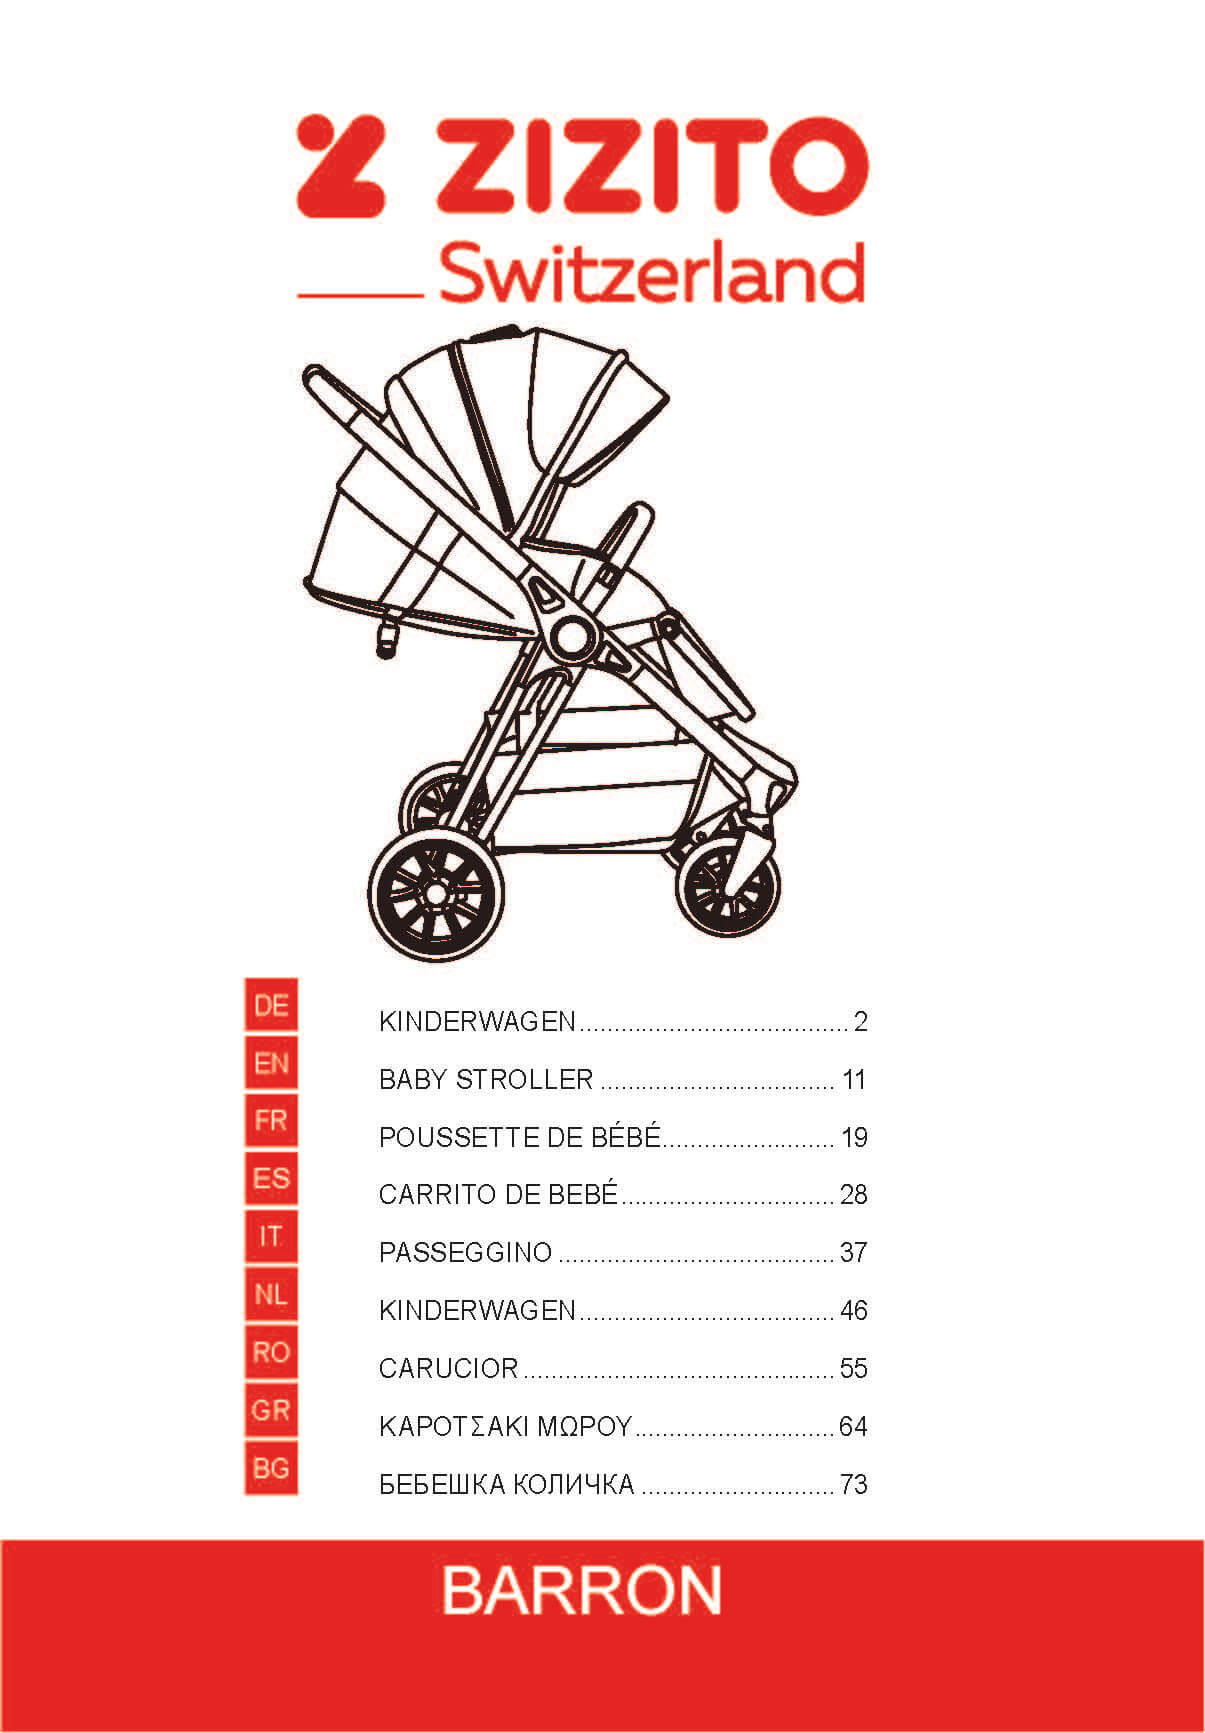 ZIZITO
Switzerland
DE KINDERWAGEN...................................... 2
EN BABY STROLLER ................................. 11
FR POUSSETTE DE BÉBÉ........................ 19
ES CARRITO DE BEBÉ.............................. 28
IT PASSEGGINO ....................................... 37
NL KINDERWAGEN.................................... 46
RO CARUCIOR............................................ 55
GR ΚΑΡΟΤΣΑΚΙ ΜΩΡΟΥ............................ 64
BG БЕБЕШКА КОЛИЧКА ........................... 73
BARRON